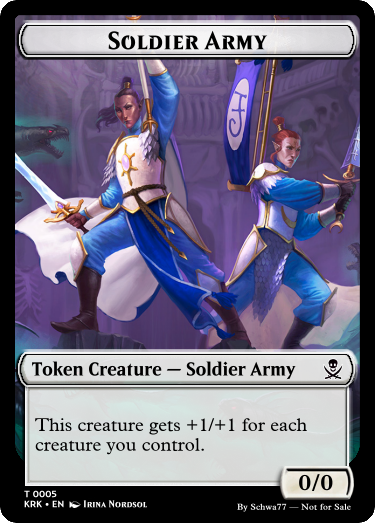 Soldier Army
Token Creature — Soldier Army
This creature gets +1/+1 for each
creature you control.
0/0
T 0005
KRK • EN Irina Nordsol
By Schwa77 — Not for Sale